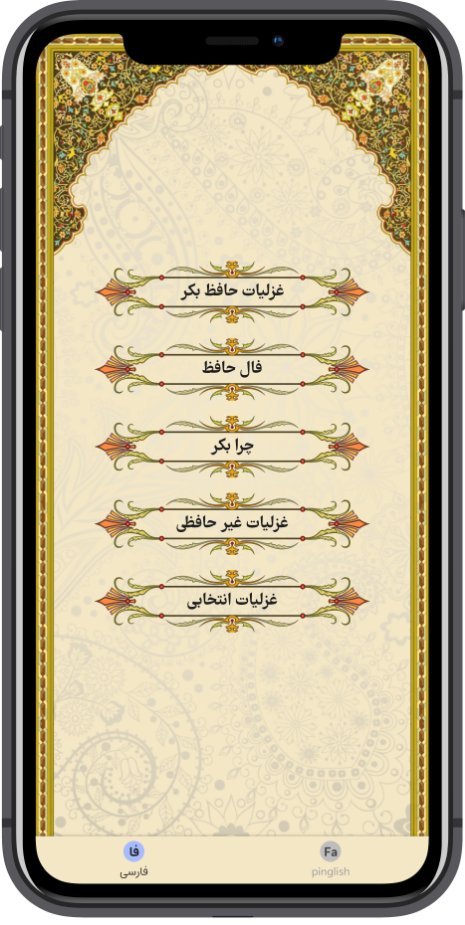 غزلیات حافظ بکر
فال حافظ
چرا بکر
غزلیات غیر حافظی
غزلیات انتخابی
فا
فارسی
Fa
pinglish